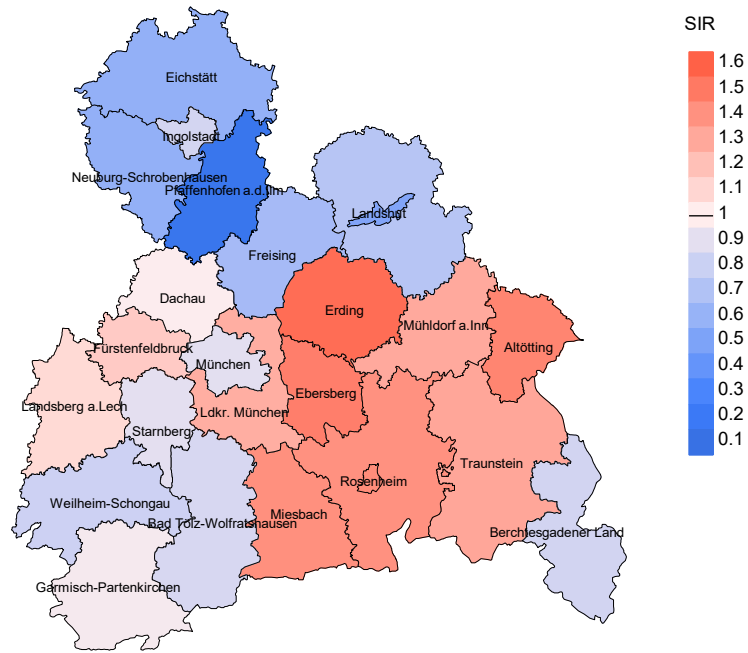 SIR
1.6
1.5
1.4
1.3
1.2
1.1
1
0.9
0.8
0.7
0.6
0.5
0.4
0.3
0.2
0.1
Eichstätt
Ingolstadt
Neuburg-Schrobenhausen
Pfaffenhofen a.d.Ilm
Landshut
Freising
Dachau
Erding
Mühldorf a.Inn
Altötting
Fürstenfeldbruck
München
Ebersberg
Landsberg a.Lech
Ldkr. München
Starnberg
Traunstein
Rosenheim
Weilheim-Schongau
Miesbach
Bad Tölz-Wolfratshausen
Berchtesgadener Land
Garmisch-Partenkirchen